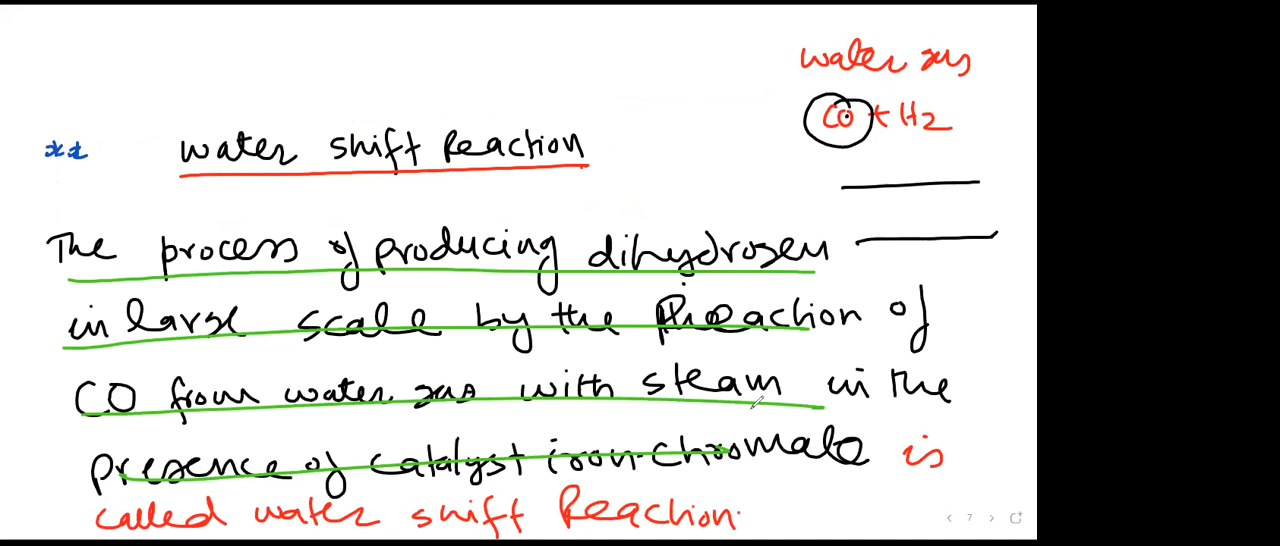 water gas
CO + H2
** water shift Reaction
The process of producing dihydrogen
in large scale by the Reaction of
CO from water gas with steam in the
presence of catalyst iron-chromate is
called water shift Reaction.
< 7 >